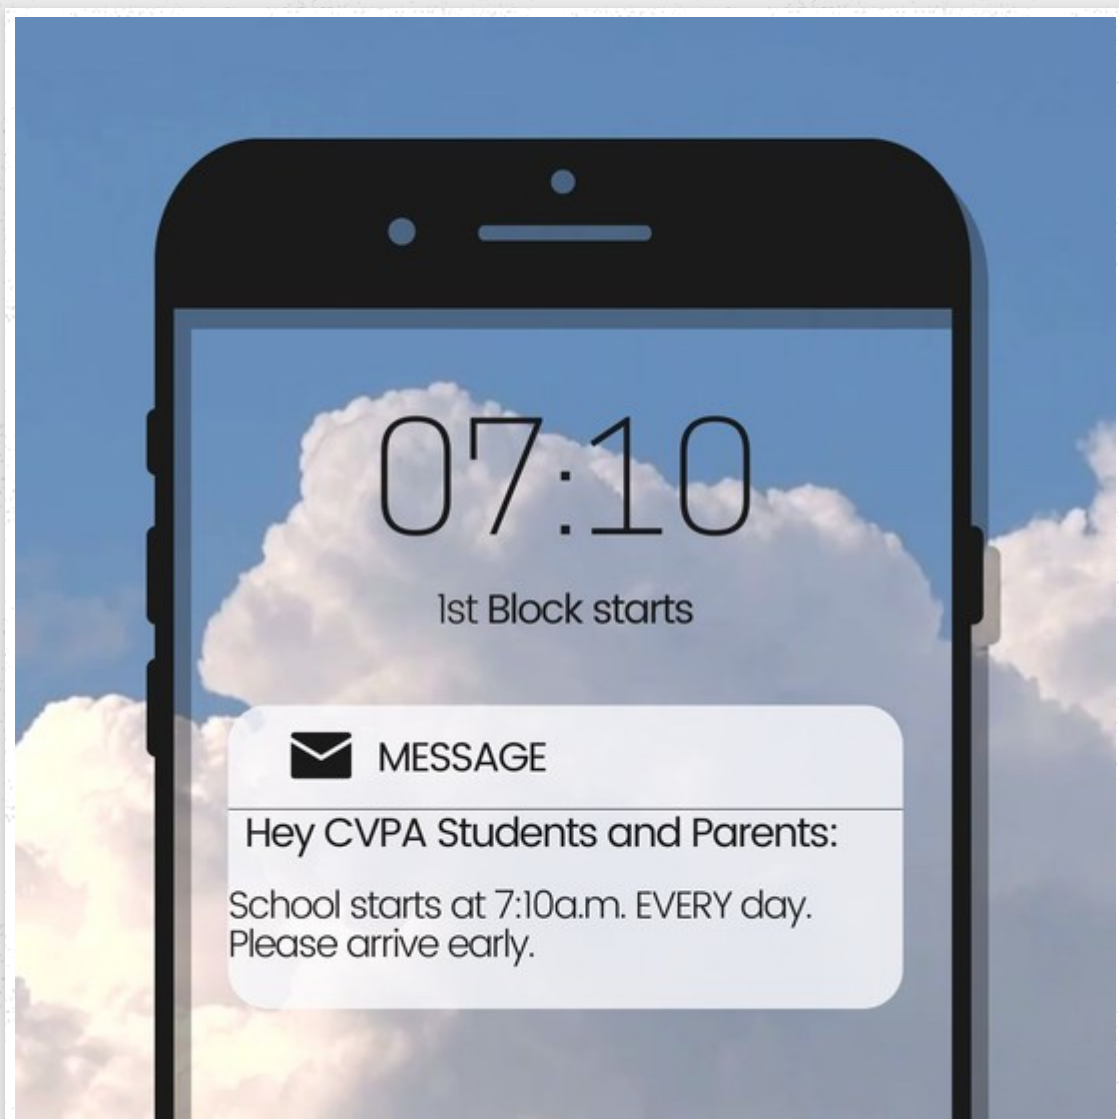 07:10
1st Block starts
MESSAGE
Hey CVPA Students and Parents:
School starts at 7:10a.m. EVERY day.
Please arrive early.